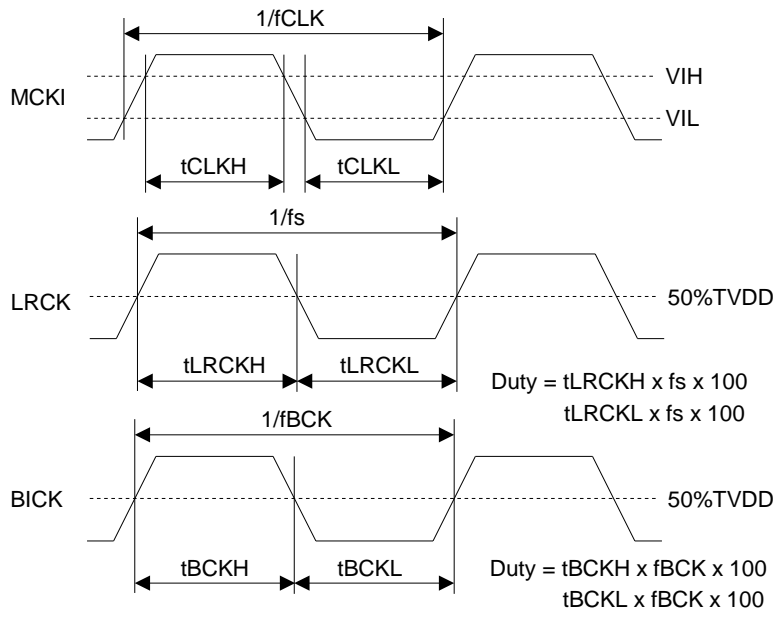 1/fCLK
VIH
MCKI
VIL
tCLKH
tCLKL
1/fs
LRCK
50%TVDD
tLRCKH
tLRCKL
Duty = tLRCKH x fs x 100
tLRCKL x fs x 100
1/fBCK
BICK
50%TVDD
tBCKH
tBCKL
Duty = tBCKH x fBCK x 100
tBCKL x fBCK x 100